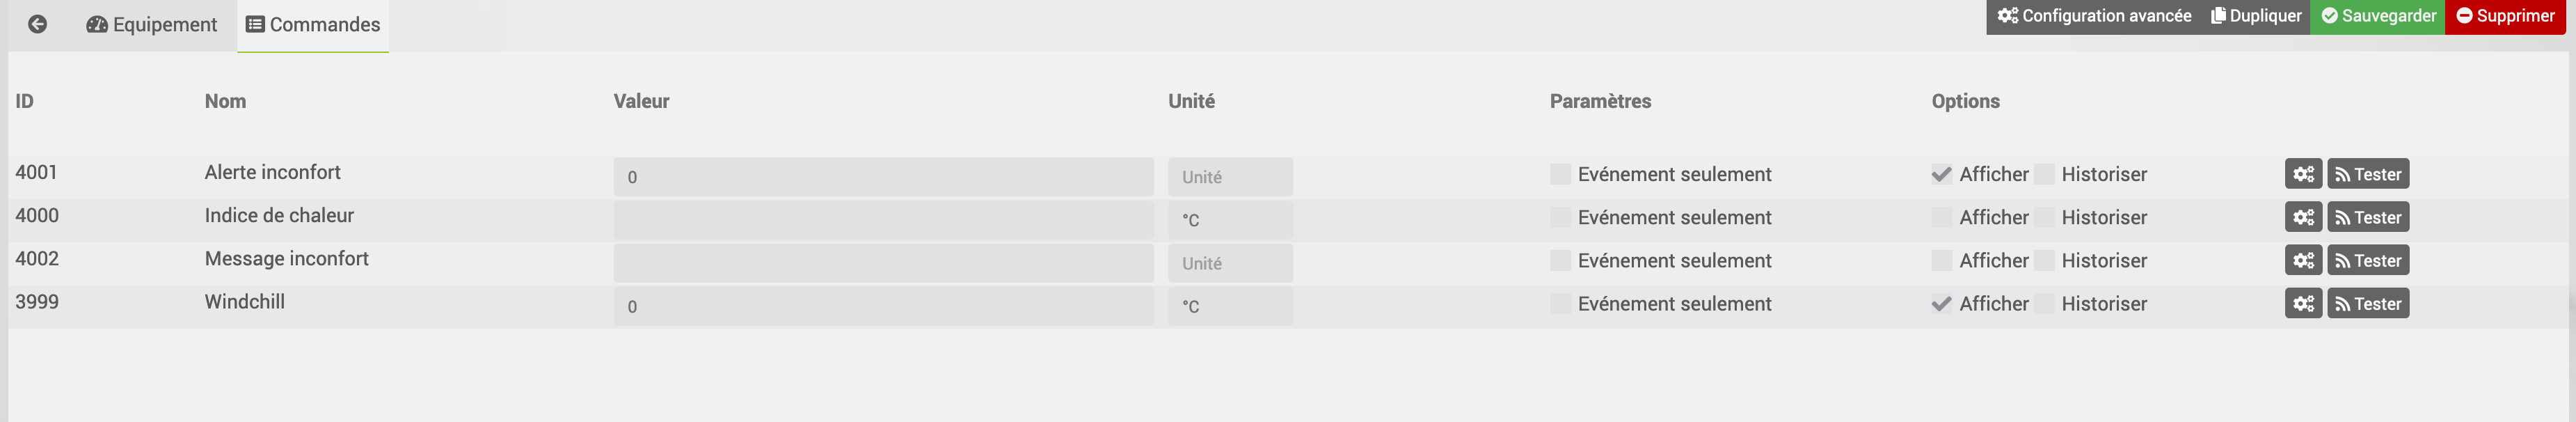 Equipement Commandes Configuration avancée Dupliquer Sauvegarder Supprimer
ID Nom Valeur Unité Paramètres Options
4001 Alerte inconfort 0 Unité Evénement seulement Afficher Historiser Tester
4000 Indice de chaleur °C Evénement seulement Afficher Historiser Tester
4002 Message inconfort Unité Evénement seulement Afficher Historiser Tester
3999 Windchill 0 °C Evénement seulement Afficher Historiser Tester